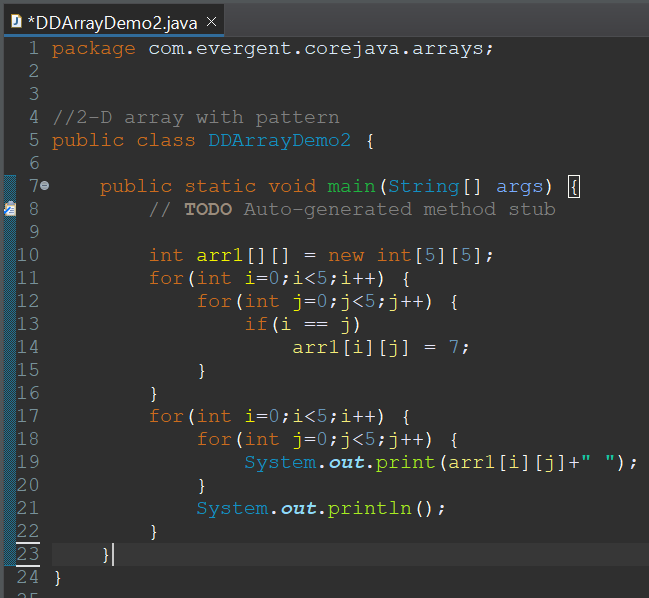 *DDArrayDemo2.java
1 package com.evergent.corejava.arrays;
2
3
4 //2-D array with pattern
5 public class DDArrayDemo2 {
6
7 public static void main(String[] args) {
8 // TODO Auto-generated method stub
9
10 int arr1[][] = new int[5][5];
11 for(int i=0;i<5;i++) {
12 for(int j=0;j<5;j++) {
13 if(i == j)
14 arr1[i][j] = 7;
15 }
16 }
17 for(int i=0;i<5;i++) {
18 for(int j=0;j<5;j++) {
19 System.out.print(arr1[i][j]+" ");
20 }
21 System.out.println();
22 }
23 }
24 }
25